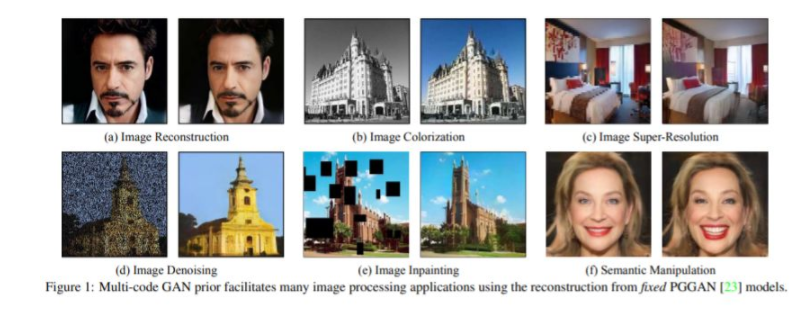 (a) Image Reconstruction (b) Image Colorization (c) Image Super-Resolution
(d) Image Denoising (e) Image Inpainting (f) Semantic Manipulation
Figure 1: Multi-code GAN prior facilitates many image processing applications using the reconstruction from fixed PGGAN [23] models.